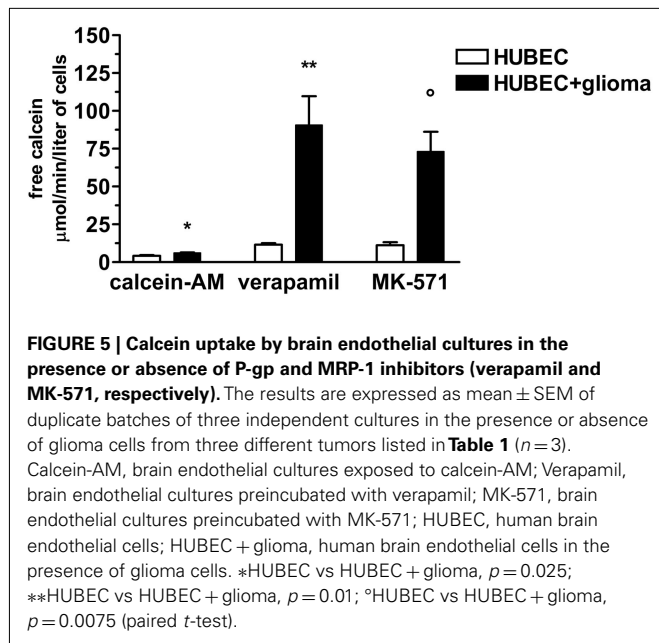 150
125
100
75
50
25
0
free calcein
μmol/min/liter of cells
**
°
*
HUBEC
HUBEC+glioma
calcein-AM verapamil MK-571
FIGURE 5 | Calcein uptake by brain endothelial cultures in the
presence or absence of P-gp and MRP-1 inhibitors (verapamil and
MK-571, respectively). The results are expressed as mean ± SEM of
duplicate batches of three independent cultures in the presence or absence
of glioma cells from three different tumors listed in Table 1 (n = 3).
Calcein-AM, brain endothelial cultures exposed to calcein-AM; Verapamil,
brain endothelial cultures preincubated with verapamil; MK-571, brain
endothelial cultures preincubated with MK-571; HUBEC, human brain
endothelial cells; HUBEC + glioma, human brain endothelial cells in the
presence of glioma cells. *HUBEC vs HUBEC + glioma, p = 0.025;
**HUBEC vs HUBEC + glioma, p = 0.01; °HUBEC vs HUBEC + glioma,
p = 0.0075 (paired t-test).